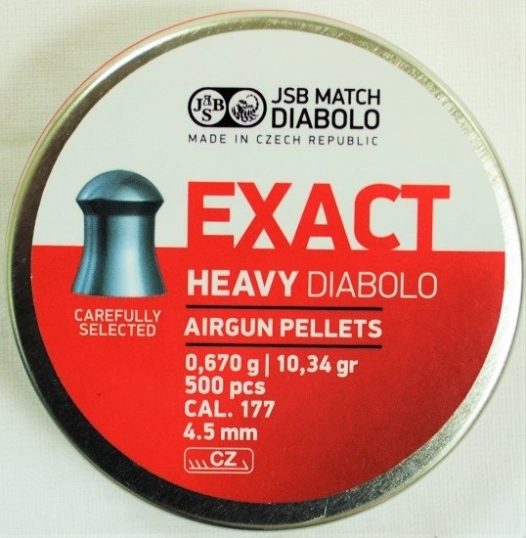 JSB
JSB MATCH
DIABOLO
MADE IN CZECH REPUBLIC
EXACT
HEAVY DIABOLO
CAREFULLY
SELECTED
AIRGUN PELLETS
0,670 g | 10,34 gr
500 pcs
CAL. 177
4.5 mm
CZ